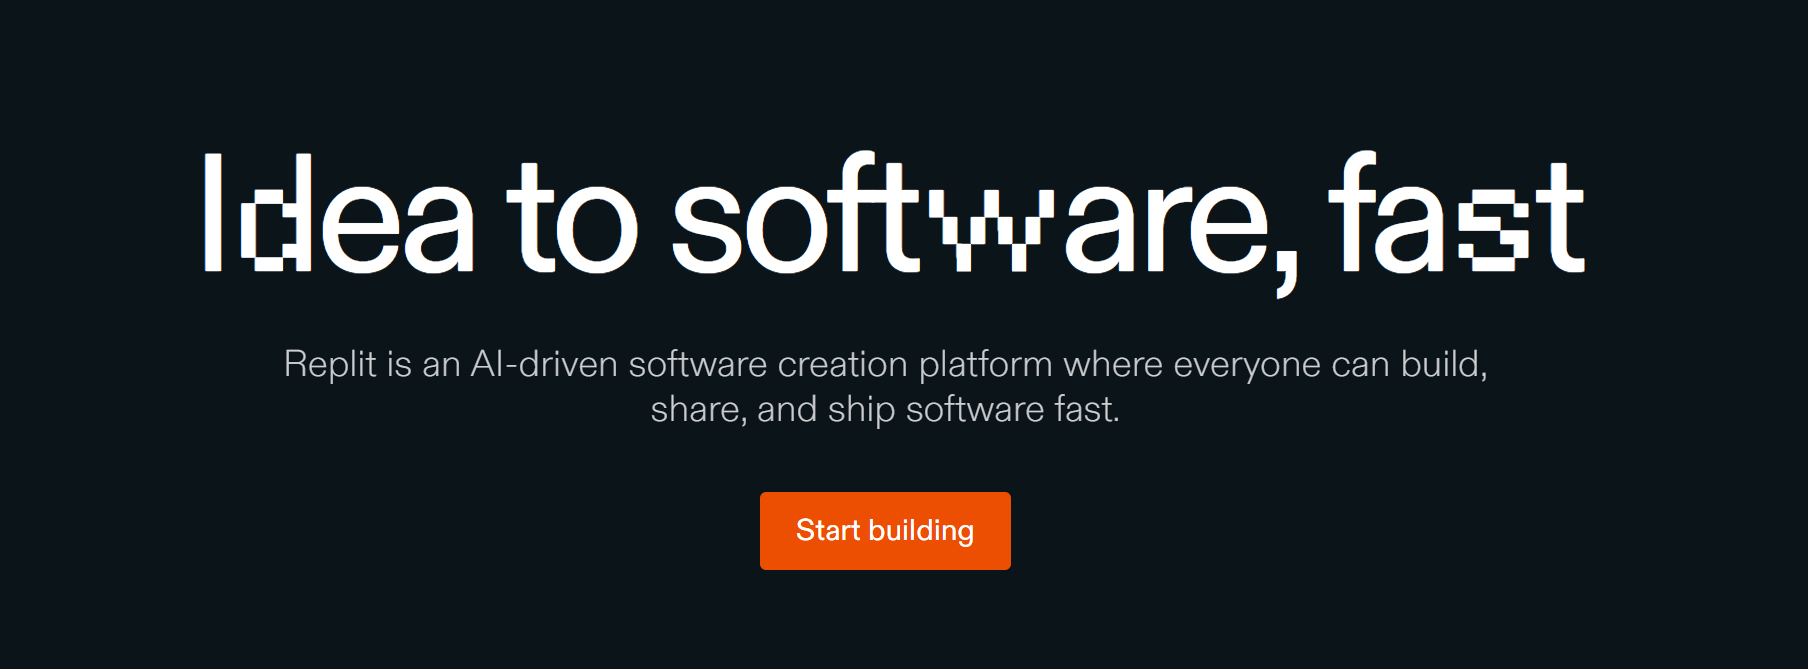 Idea to software, fast
Replit is an AI-driven software creation platform where everyone can build,
share, and ship software fast.
Start building